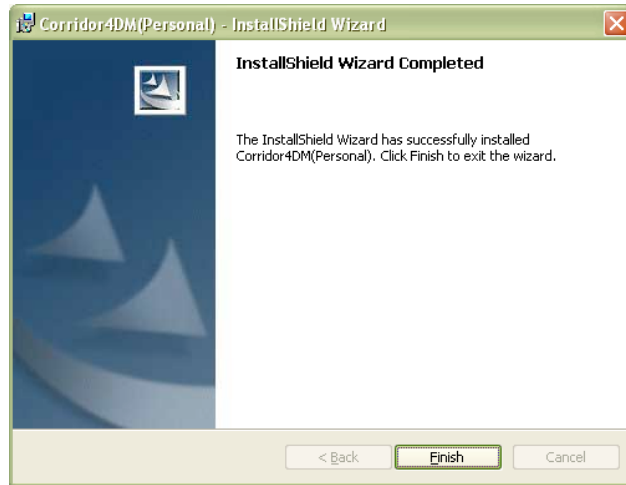 Corridor4DM(Personal) - InstallShield Wizard
InstallShield Wizard Completed
The InstallShield Wizard has successfully installed
Corridor4DM(Personal). Click Finish to exit the wizard.
< Back
Finish
Cancel